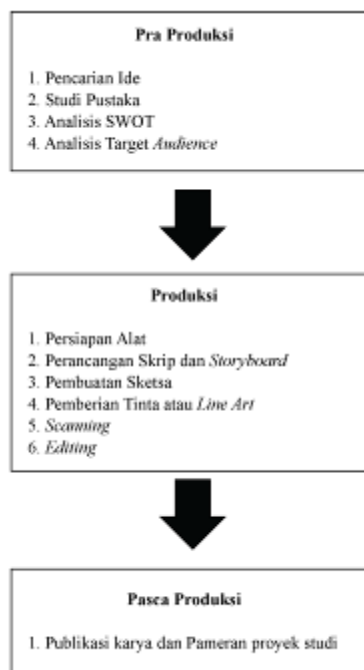 Pra Produksi
1. Pencarian Ide
2. Studi Pustaka
3. Analisis SWOT
4. Analisis Target Audience
Produksi
1. Persiapan Alat
2. Perancangan Skrip dan Storyboard
3. Pembuatan Sketsa
4. Pemberian Tinta atau Line Art
5. Scanning
6. Editing
Pasca Produksi
1. Publikasi karya dan Pameran proyek studi